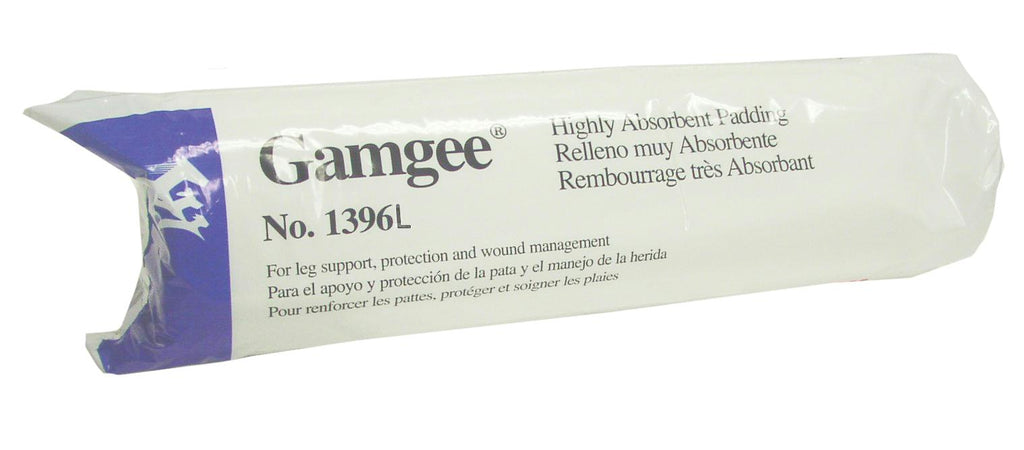 Gamgee®
No. 1396L
Highly Absorbent Padding
Relleno muy Absorbente
Rembourrage très Absorbant
For leg support, protection and wound management
Para el apoyo y protección de la pata y el manejo de la herida
Pour renforcer les pattes, protéger et soigner les plaies